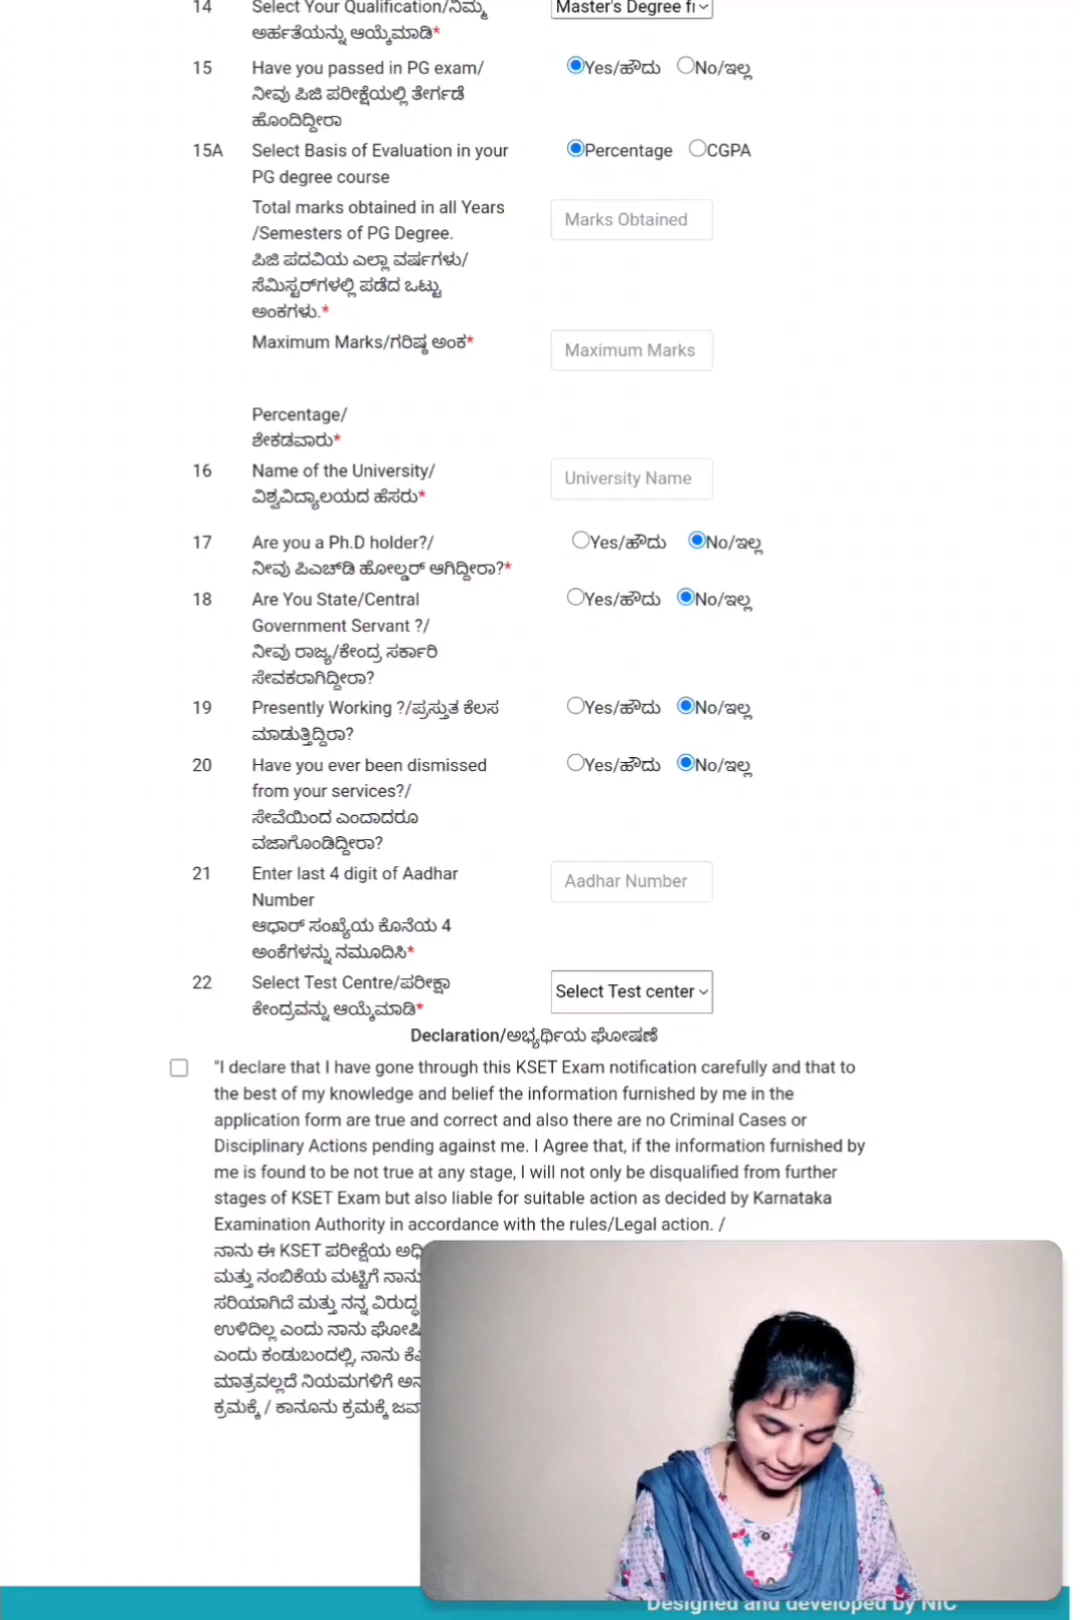 14 Select Your Qualification/ನಿಮ್ಮ Master's Degree
ಅರ್ಹತೆಯನ್ನು ಆಯ್ಕೆಮಾಡಿ*
15 Have you passed in PG exam/ Yes/ಹೌದು No/ಇಲ್ಲ
ನೀವು ಪಿಜಿ ಪರೀಕ್ಷೆಯಲ್ಲಿ ತೇರ್ಗಡೆ
ಹೊಂದಿದ್ದೀರಾ
15A Select Basis of Evaluation in your Percentage CGPA
PG degree course
Total marks obtained in all Years Marks Obtained
/Semesters of PG Degree.
ಪಿಜಿ ಪದವಿಯ ಎಲ್ಲಾ ವರ್ಷಗಳು/
ಸೆಮಿಸ್ಟರ್‌ಗಳಲ್ಲಿ ಪಡೆದ ಒಟ್ಟು
ಅಂಕಗಳು.*
Maximum Marks/ಗರಿಷ್ಠ ಅಂಕ* Maximum Marks
Percentage/
ಶೇಕಡವಾರು*
16 Name of the University/ University Name
ವಿಶ್ವವಿದ್ಯಾಲಯದ ಹೆಸರು*
17 Are you a Ph.D holder?/ Yes/ಹೌದು No/ಇಲ್ಲ
ನೀವು ಪಿಎಚ್‌ಡಿ ಹೋಲ್ಡರ್ ಆಗಿದ್ದೀರಾ?*
18 Are You State/Central Yes/ಹೌದು No/ಇಲ್ಲ
Government Servant ?/
ನೀವು ರಾಜ್ಯ/ಕೇಂದ್ರ ಸರ್ಕಾರಿ
ಸೇವಕರಾಗಿದ್ದೀರಾ?
19 Presently Working ?/ಪ್ರಸ್ತುತ ಕೆಲಸ Yes/ಹೌದು No/ಇಲ್ಲ
ಮಾಡುತ್ತಿದ್ದಿರಾ?
20 Have you ever been dismissed Yes/ಹೌದು No/ಇಲ್ಲ
from your services?/
ಸೇವೆಯಿಂದ ಎಂದಾದರೂ
ವಜಾಗೊಂಡಿದ್ದೀರಾ?
21 Enter last 4 digit of Aadhar Aadhar Number
Number
ಆಧಾರ್ ಸಂಖ್ಯೆಯ ಕೊನೆಯ 4
ಅಂಕೆಗಳನ್ನು ನಮೂದಿಸಿ*
22 Select Test Centre/ಪರೀಕ್ಷಾ Select Test center
ಕೇಂದ್ರವನ್ನು ಆಯ್ಕೆಮಾಡಿ*
Declaration/ಅಭ್ಯರ್ಥಿಯ ಘೋಷಣೆ
"I declare that I have gone through this KSET Exam notification carefully and that to
the best of my knowledge and belief the information furnished by me in the
application form are true and correct and also there are no Criminal Cases or
Disciplinary Actions pending against me. I Agree that, if the information furnished by
me is found to be not true at any stage, I will not only be disqualified from further
stages of KSET Exam but also liable for suitable action as decided by Karnataka
Examination Authority in accordance with the rules/Legal action. /
ನಾನು ಈ KSET ಪರೀಕ್ಷೆಯ
ಮತ್ತು ನಂಬಿಕೆಯ ಮಟ್ಟಿಗೆ ನಾನು
ಸರಿಯಾಗಿದೆ ಮತ್ತು ನನ್ನ ವಿರುದ್ಧ
ಉಳಿದಿಲ್ಲ ಎಂದು ನಾನು
ಎಂದು ಕಂಡುಬಂದಲ್ಲಿ, ನಾನು
ಮಾತ್ರವಲ್ಲದೆ ನಿಯಮಗಳಿಗೆ
ಕ್ರಮಕ್ಕೆ / ಕಾನೂನು ಕ್ರಮಕ್ಕೆ
Designed and developed by NIC